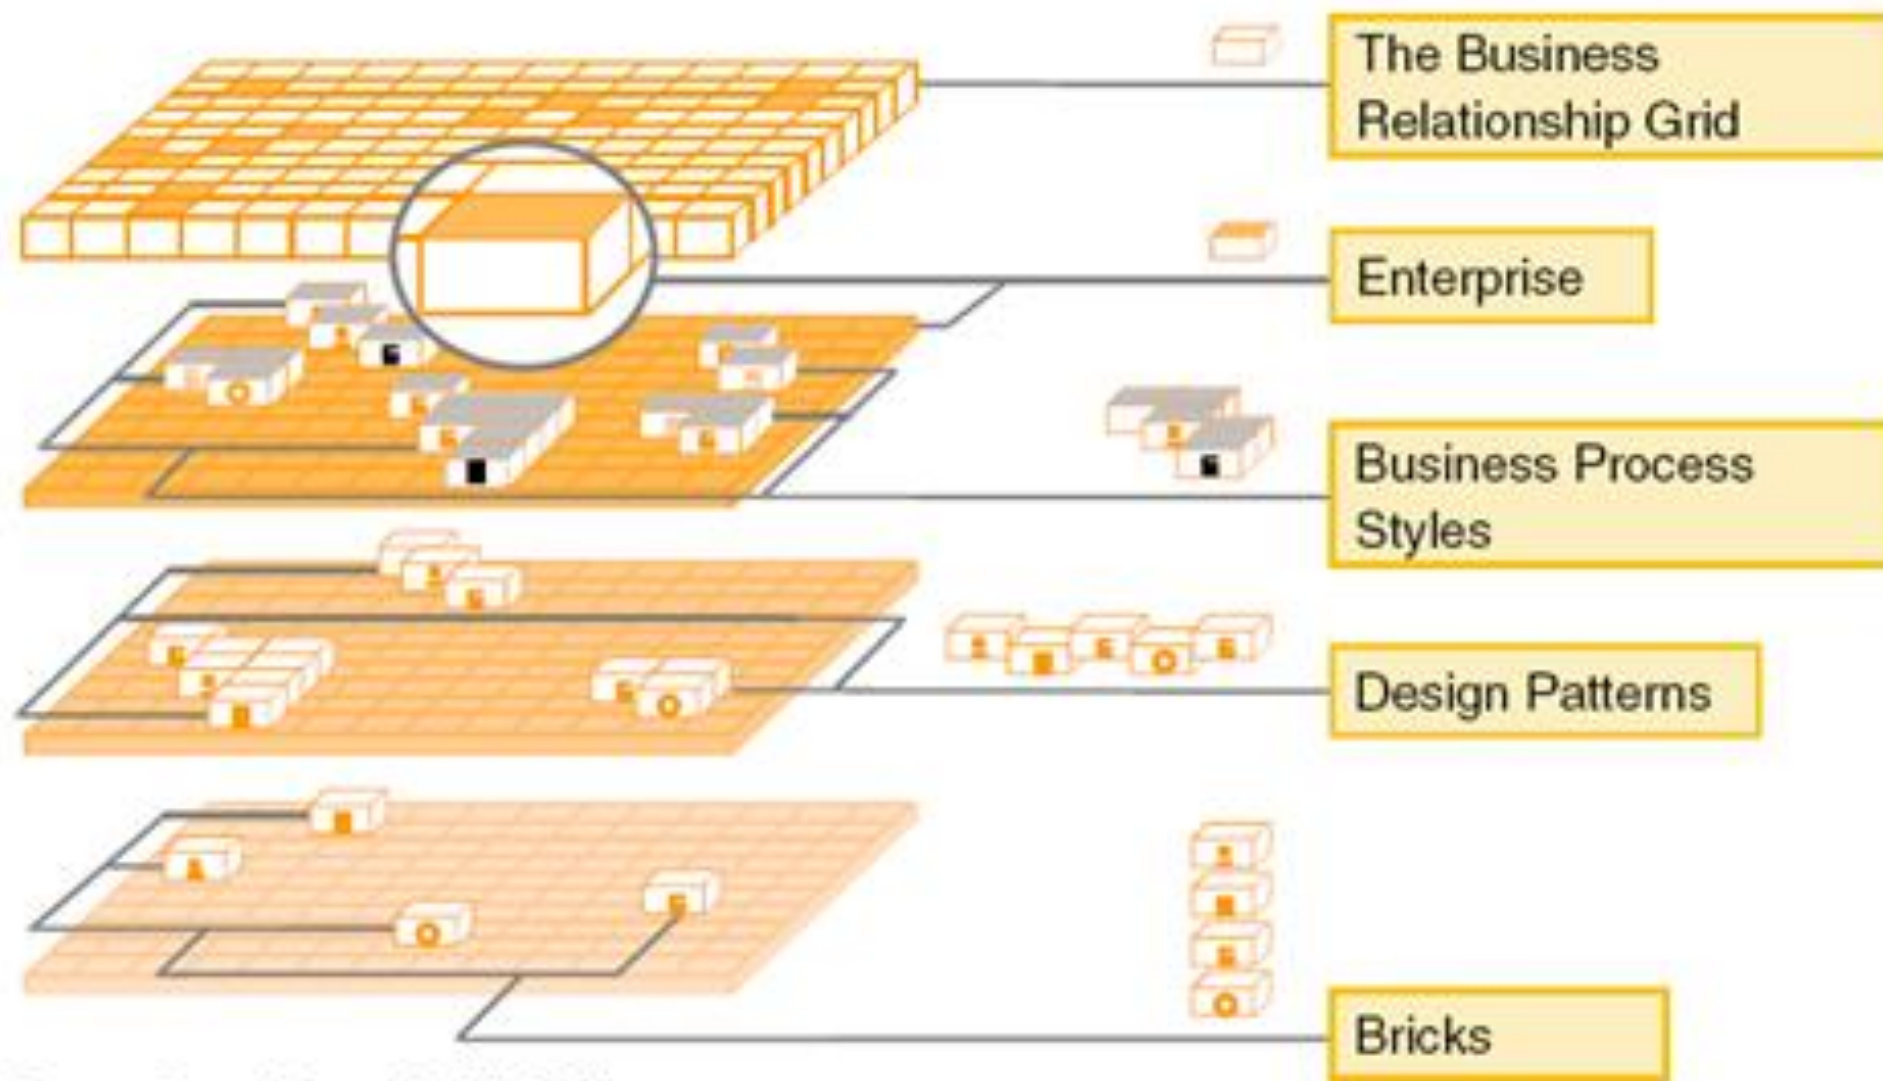 The Business
Relationship Grid
Enterprise
Business Process
Styles
Design Patterns
Bricks